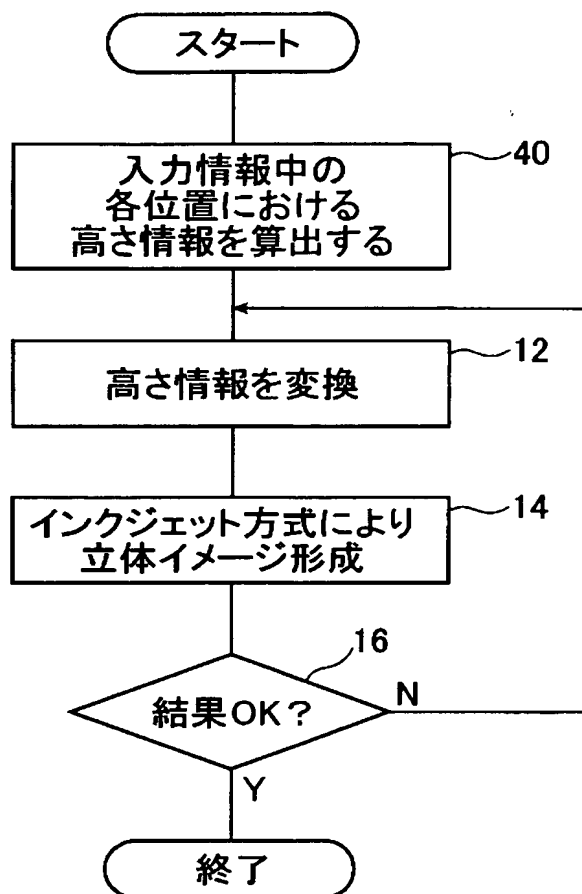 スタート
40
入力情報中の
各位置における
高さ情報を算出する
12
高さ情報を変換
14
インクジェット方式により
立体イメージ形成
16
結果OK?
N
Y
終了